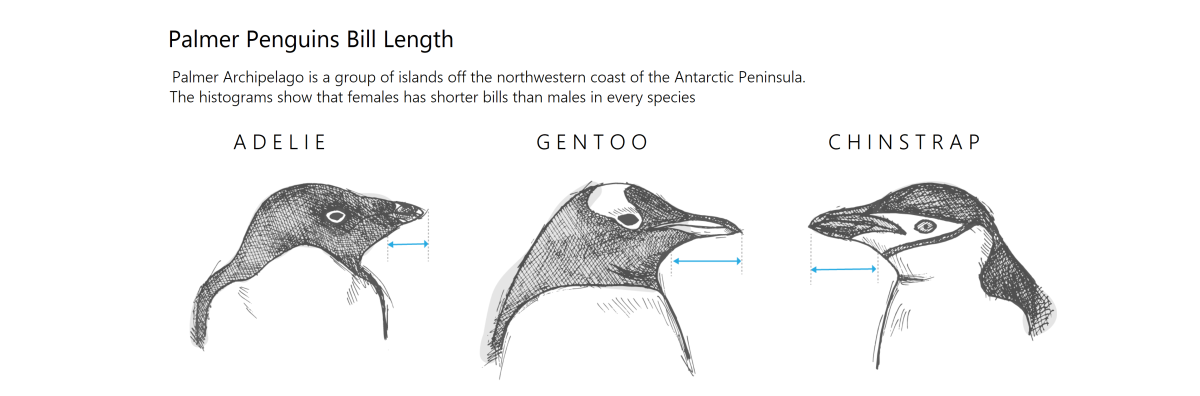 Palmer Penguins Bill Length
Palmer Archipelago is a group of islands off the northwestern coast of the Antarctic Peninsula.
The histograms show that females has shorter bills than males in every species
ADELIE
GENTOO
CHINSTRAP